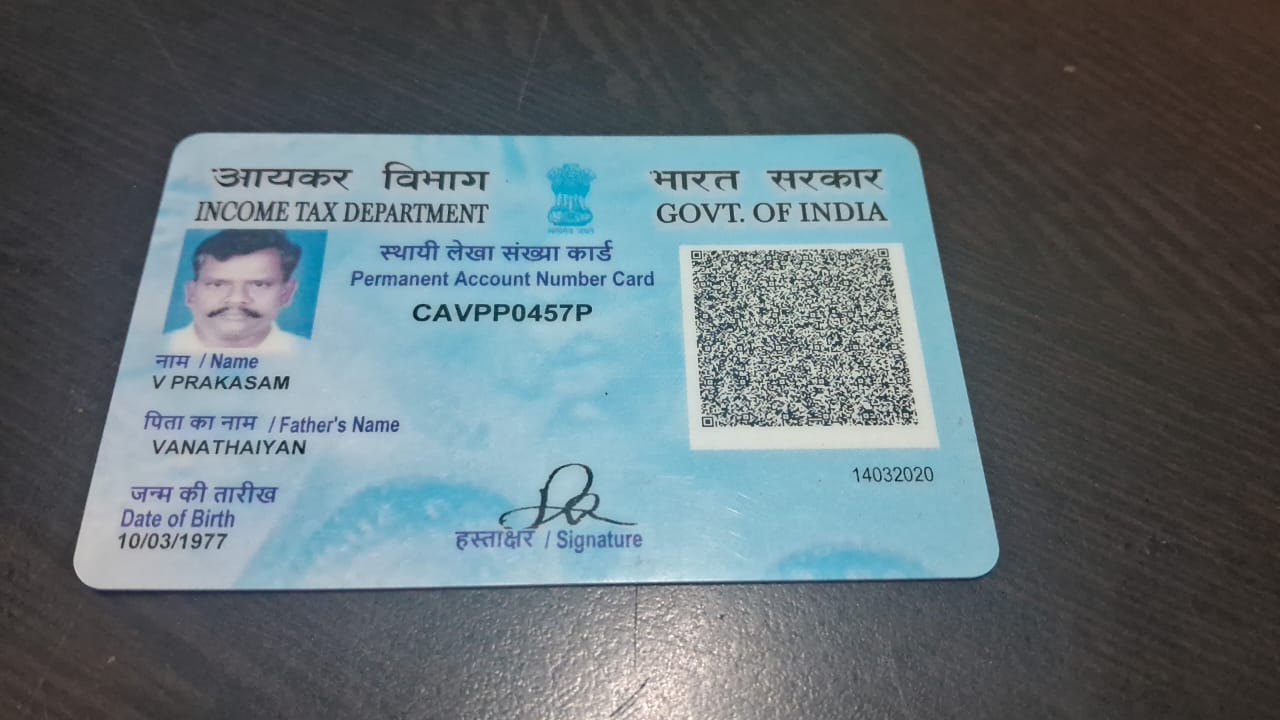 आयकर विभाग
INCOME TAX DEPARTMENT
भारत सरकार
GOVT. OF INDIA
स्थायी लेखा संख्या कार्ड
Permanent Account Number Card
CAVPP0457P
नाम / Name
V PRAKASAM
पिता का नाम / Father's Name
VANATHAIYAN
14032020
जन्म की तारीख
Date of Birth
10/03/1977
हस्ताक्षर / Signature